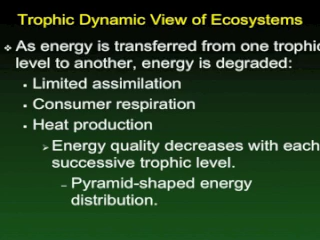 Trophic Dynamic View of Ecosystems
❖ As energy is transferred from one trophic
level to another, energy is degraded:
▪ Limited assimilation
▪ Consumer respiration
▪ Heat production
➢ Energy quality decreases with each
successive trophic level.
– Pyramid-shaped energy
distribution.